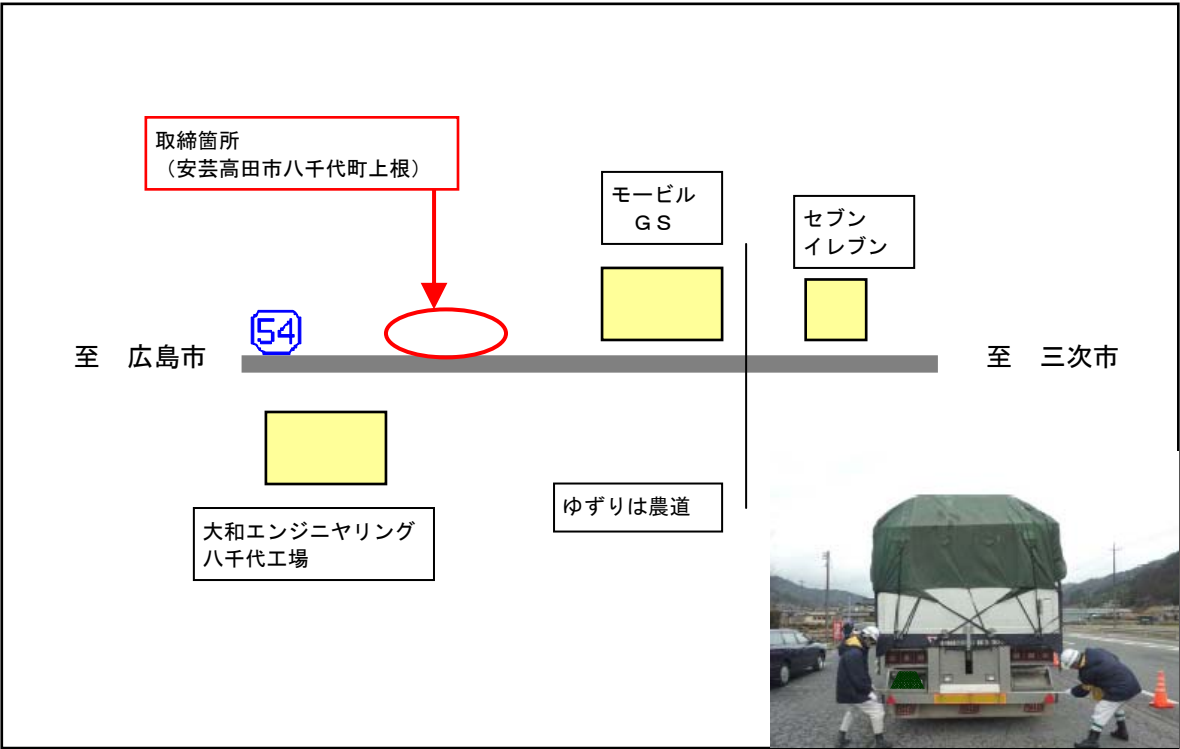 取締箇所
（安芸高田市八千代町上根）
モービル
ＧＳ
セブン
イレブン
54
至　広島市
至　三次市
ゆずりは農道
大和エンジニヤリング
八千代工場